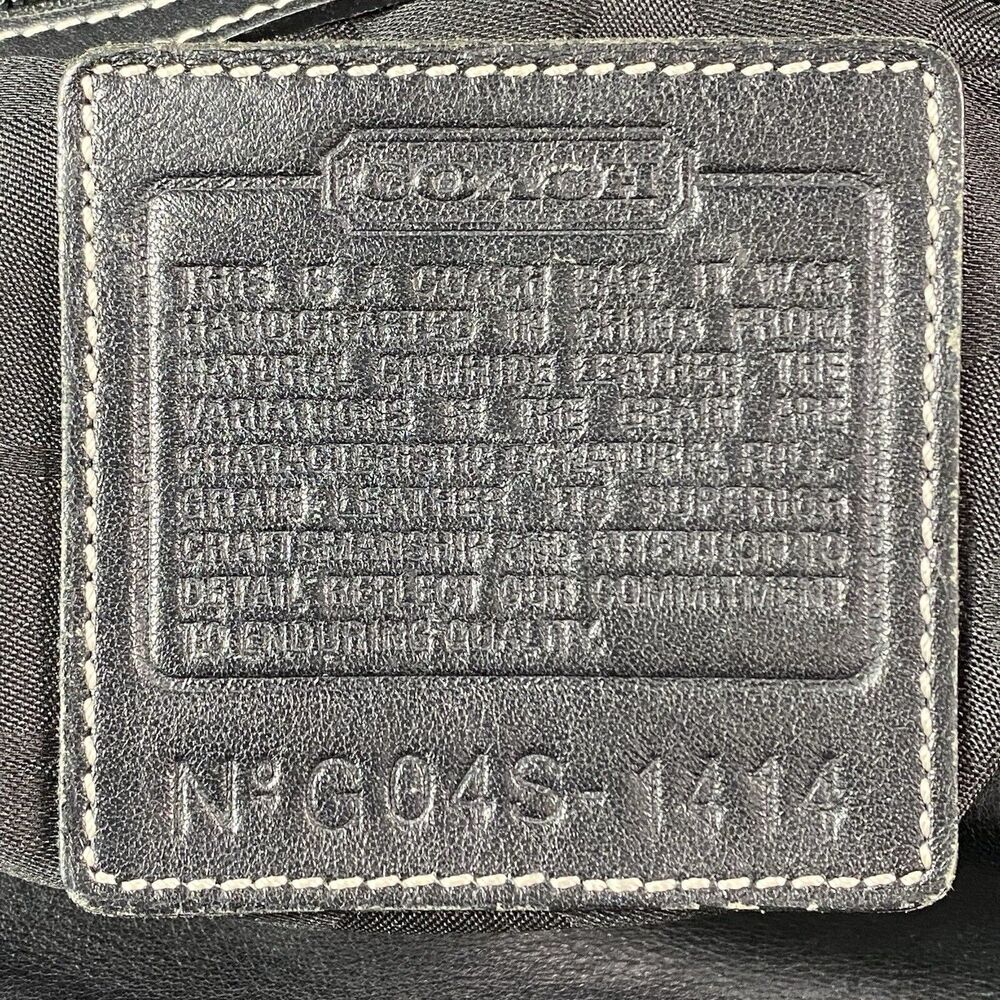 COACH
THIS IS A COACH BAG. IT WAS
HANDCRAFTED IN CHINA FROM
NATURAL COWHIDE LEATHER. THE
VARIATIONS IN THE GRAIN ARE
CHARACTERISTIC OF NATURAL FULL-
GRAIN LEATHER. ITS SUPERIOR
CRAFTSMANSHIP AND ATTENTION TO
DETAIL REFLECT OUR COMMITMENT
TO ENDURING QUALITY.
Nº G04S-1414